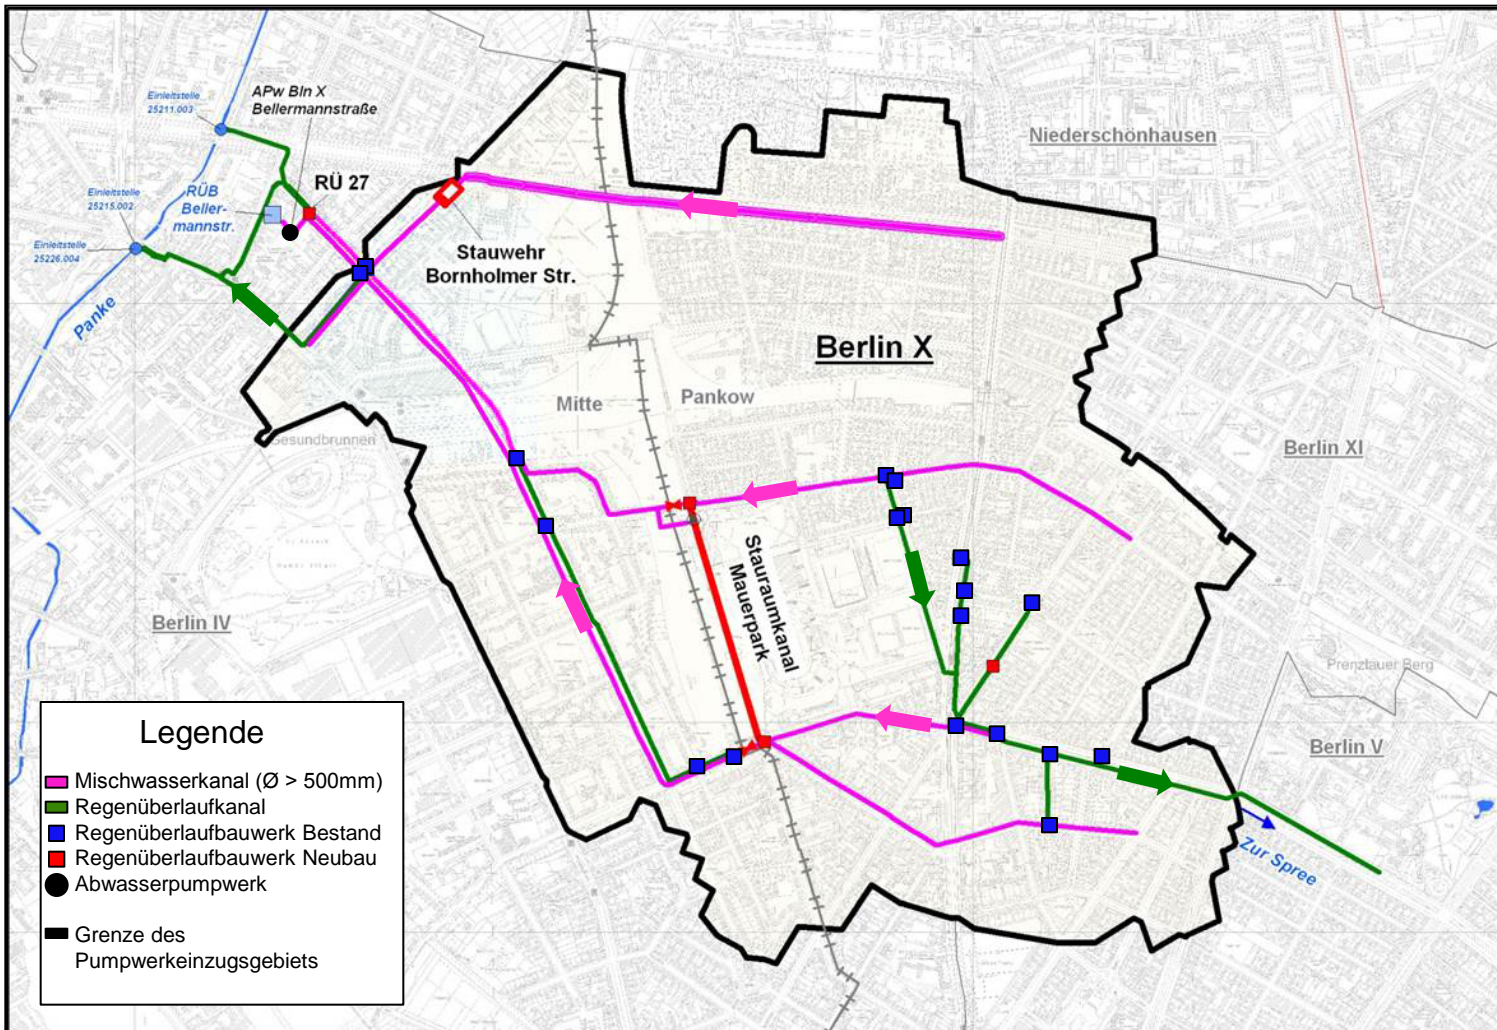 APw Bln X
Bellermannstraße
Einleitstelle
25211.003
Niederschönhausen
RÜ 27
Einleitstelle
25215.002
RÜB
Beller-
mannstr.
Einleitstelle
25226.004
Stauwehr
Bornholmer Str.
Panke
Berlin X
Mitte
Pankow
Gesundbrunnen
Berlin XI
Stauraumkanal
Mauerpark
Berlin IV
Prenzlauer Berg
Berlin V
Zur Spree
Legende
Mischwasserkanal (Ø > 500mm)
Regenüberlaufkanal
Regenüberlaufbauwerk Bestand
Regenüberlaufbauwerk Neubau
Abwasserpumpwerk
Grenze des
Pumpwerkeinzugsgebiets